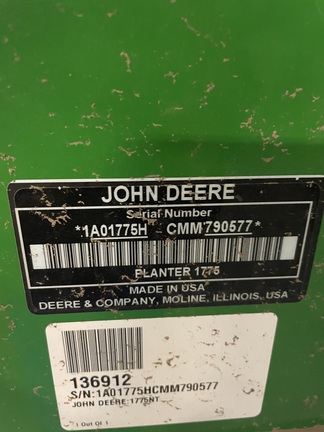 JOHN DEERE
Serial Number
*1A01775H CMM790577*
PLANTER 1775
MADE IN USA
DEERE & COMPANY, MOLINE, ILLINOIS, USA
136912
S/N:1A01775HCMM790577
JOHN DEERE:1775NT